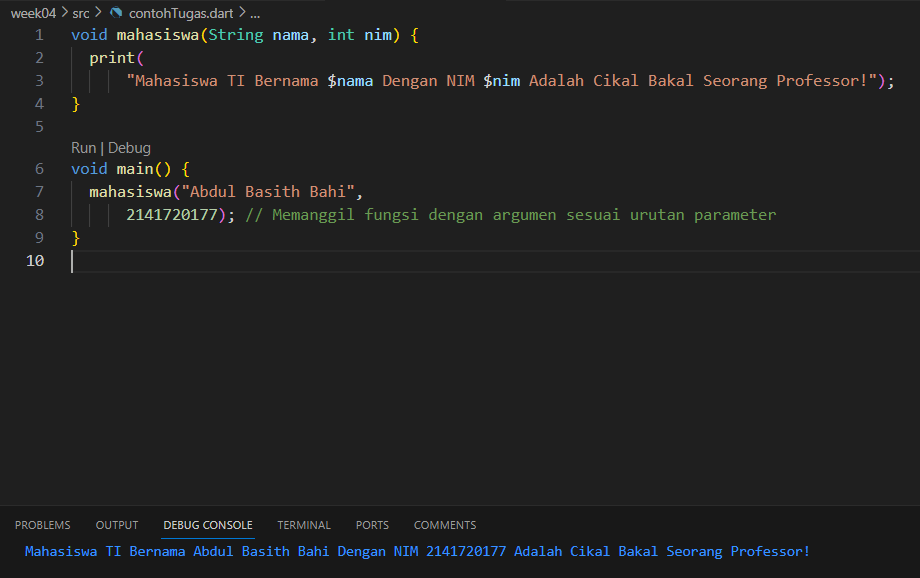 week04 > src > contohTugas.dart > ...
1 void mahasiswa(String nama, int nim) {
2   print(
3       "Mahasiswa TI Bernama $nama Dengan NIM $nim Adalah Cikal Bakal Seorang Professor!");
4 }
5
Run | Debug
6 void main() {
7   mahasiswa("Abdul Basith Bahi",
8       2141720177); // Memanggil fungsi dengan argumen sesuai urutan parameter
9 }
10
PROBLEMS OUTPUT DEBUG CONSOLE TERMINAL PORTS COMMENTS
Mahasiswa TI Bernama Abdul Basith Bahi Dengan NIM 2141720177 Adalah Cikal Bakal Seorang Professor!